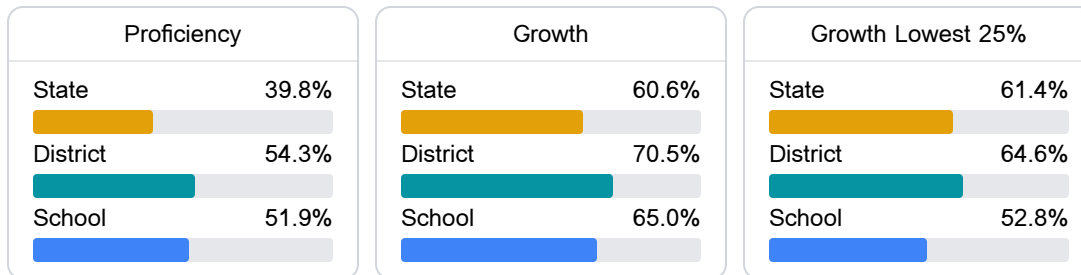 Proficiency
State 39.8%
District 54.3%
School 51.9%
Growth
State 60.6%
District 70.5%
School 65.0%
Growth Lowest 25%
State 61.4%
District 64.6%
School 52.8%